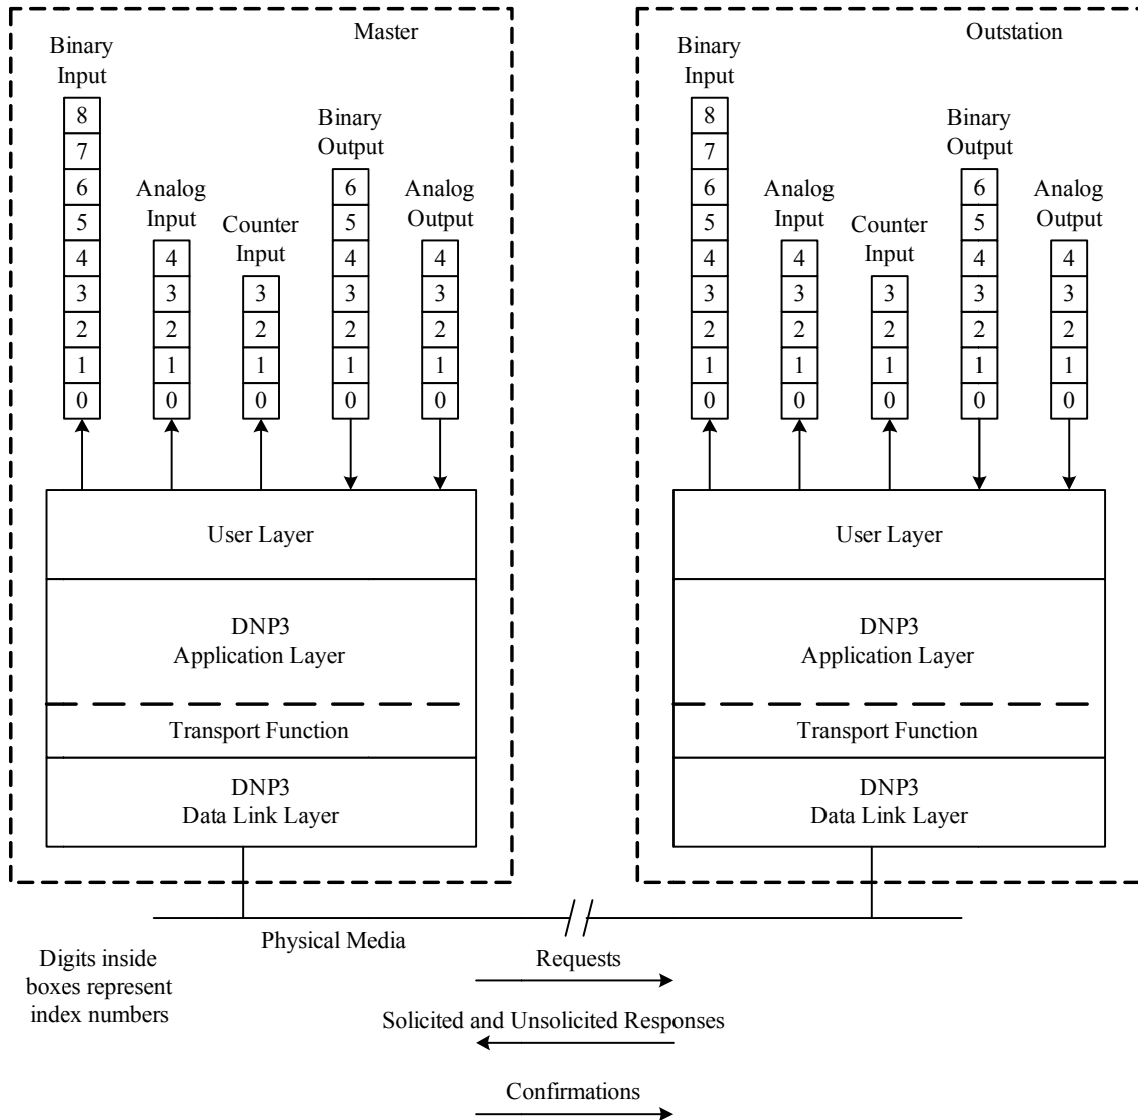 Master
Binary
Input
8
7
6
5
4
3
2
1
0
Analog
Input
4
3
2
1
0
Counter
Input
3
2
1
0
Binary
Output
6
5
4
3
2
1
0
Analog
Output
4
3
2
1
0
User Layer
DNP3
Application Layer
Transport Function
DNP3
Data Link Layer
Outstation
Binary
Input
8
7
6
5
4
3
2
1
0
Analog
Input
4
3
2
1
0
Counter
Input
3
2
1
0
Binary
Output
6
5
4
3
2
1
0
Analog
Output
4
3
2
1
0
User Layer
DNP3
Application Layer
Transport Function
DNP3
Data Link Layer
Physical Media
Digits inside
boxes represent
index numbers
Requests
Solicited and Unsolicited Responses
Confirmations